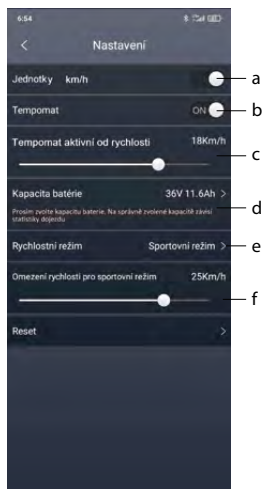 6:54
Nastavení
Jednotky km/h
a
Tempomat ON
b
Tempomat aktivní od rychlosti 18Km/h
c
Kapacita batérie 36V 11.6Ah >
Prosím zvolte kapacitu baterie. Na správně zvolené kapacitě závisí
statistiky dojezdu
d
Rychlostní režim Sportovní režim >
e
Omezení rychlosti pro sportovní režim 25Km/h
f
Reset >